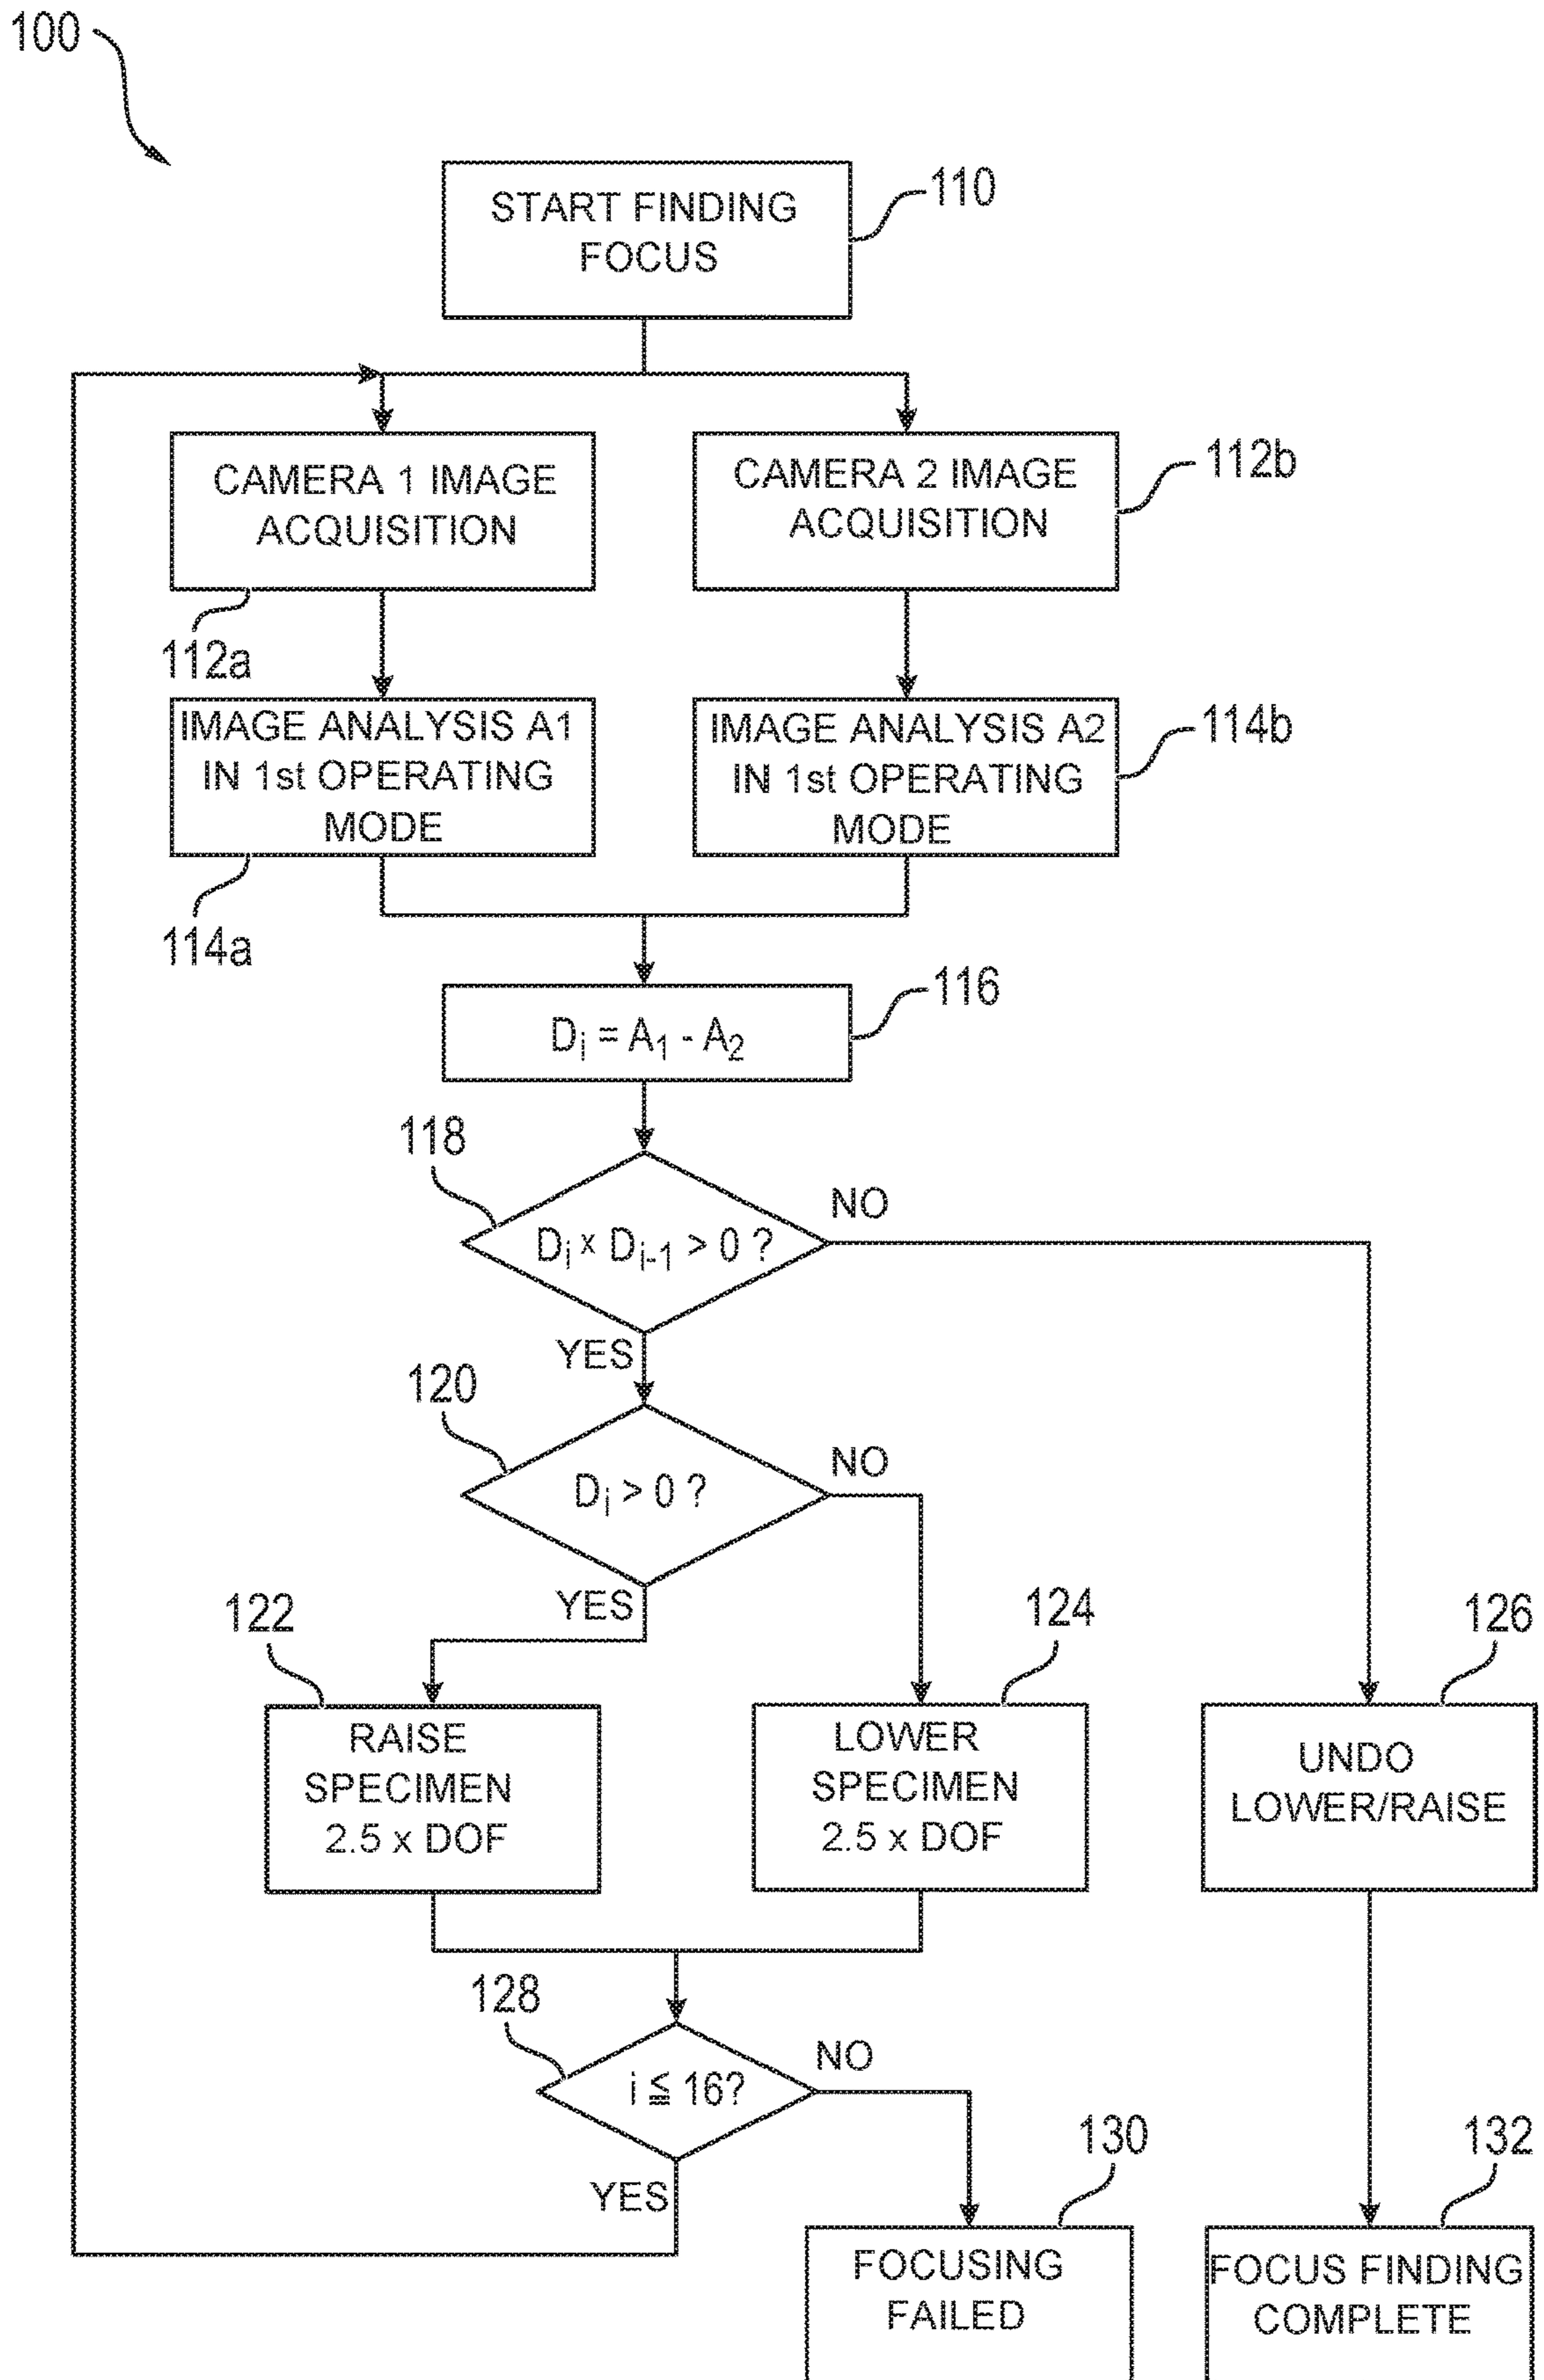 100
START FINDING
FOCUS
110
CAMERA 1 IMAGE
ACQUISITION
112a
CAMERA 2 IMAGE
ACQUISITION
112b
IMAGE ANALYSIS A1
IN 1st OPERATING
MODE
114a
IMAGE ANALYSIS A2
IN 1st OPERATING
MODE
114b
Di = A1 - A2
116
118
Di x Di-1 > 0 ?
NO
YES
120
Di > 0 ?
NO
YES
122
RAISE
SPECIMEN
2.5 x DOF
124
LOWER
SPECIMEN
2.5 x DOF
126
UNDO
LOWER/RAISE
128
i ≦ 16?
NO
YES
130
FOCUSING
FAILED
132
FOCUS FINDING
COMPLETE